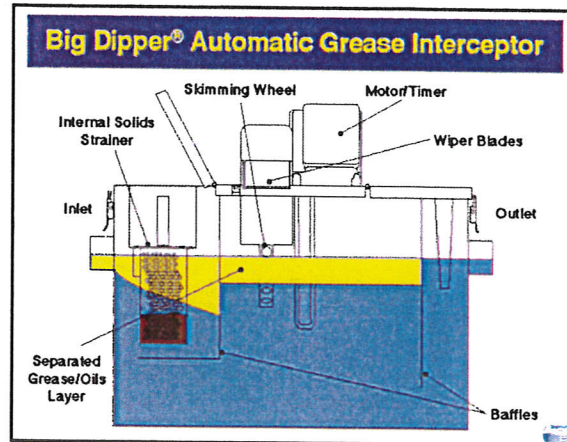 Big Dipper® Automatic Grease Interceptor
Skimming Wheel
Motor/Timer
Internal Solids
Strainer
Wiper Blades
Inlet
Outlet
Separated
Grease/Oils
Layer
Baffles